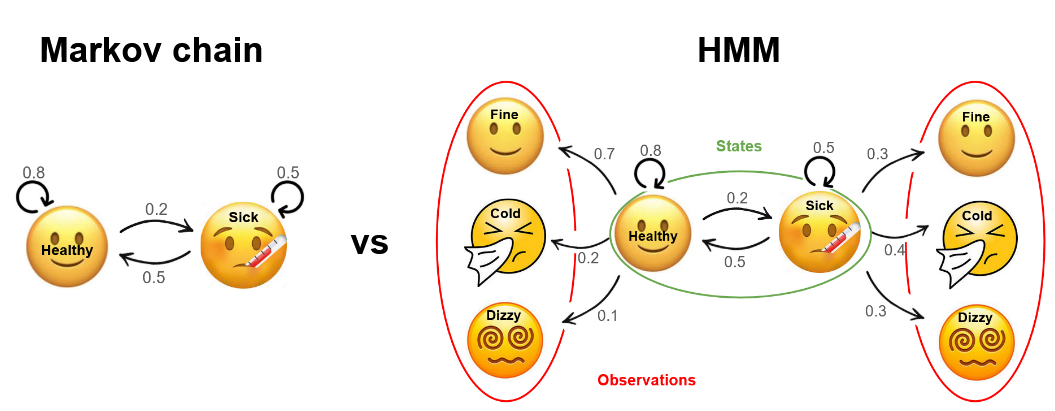 Markov chain
HMM
vs
0.8
0.5
Healthy
Sick
0.2
0.5
Fine
Cold
Dizzy
0.7
0.2
0.1
States
0.8
0.5
Healthy
Sick
0.2
0.5
0.3
0.4
0.3
Fine
Cold
Dizzy
Observations